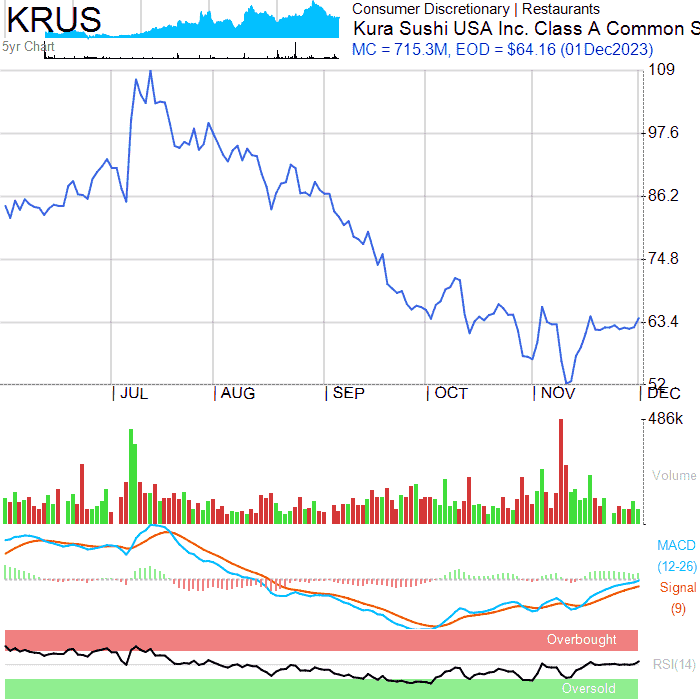 KRUS
Consumer Discretionary | Restaurants
Kura Sushi USA Inc. Class A Common S
5yr Chart
MC = 715.3M, EOD = $64.16 (01Dec2023)
109
97.6
86.2
74.8
63.4
52
JUL AUG SEP OCT NOV DEC
486k
Volume
MACD
(12-26)
Signal
(9)
Overbought
RSI(14)
Oversold